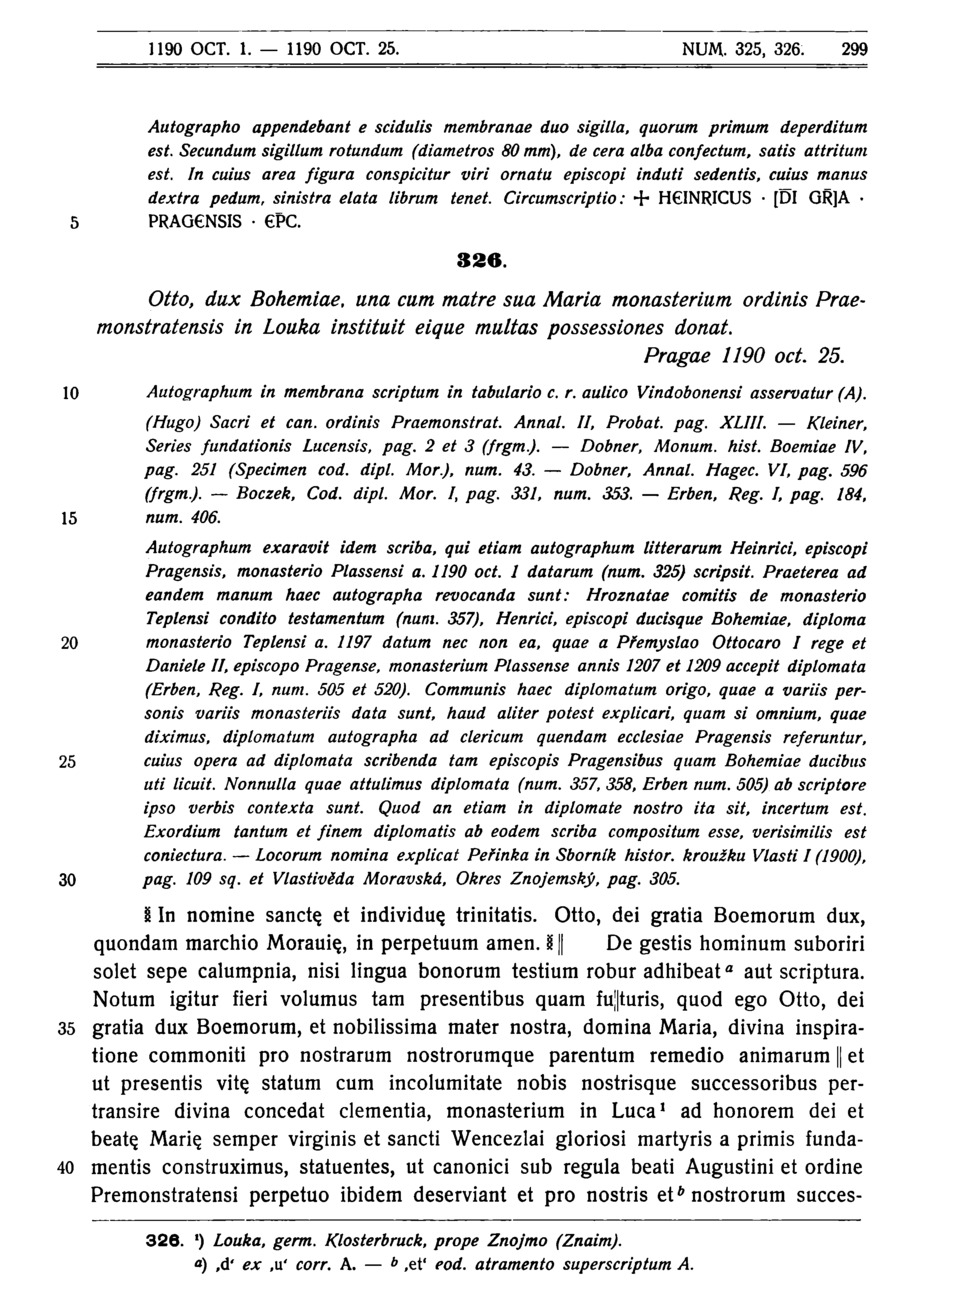 1190 OCT. 1. — 1190 OCT. 25. NUM. 325, 326. 299
Autographo appendebant e scidulis membranae duo sigilla, quorum primum deperditum
est. Secundum sigillum rotundum (diametros 80 mm), de cera alba confectum, satis attritum
est. In cuius area figura conspicitur viri ornatu episcopi induti sedentis, cuius manus
dextra pedum, sinistra elata librum tenet. Circumscriptio: + HЄINRICUS · [D̄I GR̄]A ·
5 PRAGЄNSIS · ЄP̄C.
326.
Otto, dux Bohemiae, una cum matre sua Maria monasterium ordinis Prae-
monstratensis in Louka instituit eique multas possessiones donat.
Pragae 1190 oct. 25.
10 Autographum in membrana scriptum in tabulario c. r. aulico Vindobonensi asservatur (A).
(Hugo) Sacri et can. ordinis Praemonstrat. Annal. II, Probat. pag. XLIII. — Kleiner,
Series fundationis Lucensis, pag. 2 et 3 (frgm.). — Dobner, Monum. hist. Boemiae IV,
pag. 251 (Specimen cod. dipl. Mor.), num. 43. — Dobner, Annal. Hagec. VI, pag. 596
(frgm.). — Boczek, Cod. dipl. Mor. I, pag. 331, num. 353. — Erben, Reg. I, pag. 184,
15 num. 406.
Autographum exaravit idem scriba, qui etiam autographum litterarum Heinrici, episcopi
Pragensis, monasterio Plassensi a. 1190 oct. 1 datarum (num. 325) scripsit. Praeterea ad
eandem manum haec autographa revocanda sunt: Hroznatae comitis de monasterio
Teplensi condito testamentum (num. 357), Henrici, episcopi ducisque Bohemiae, diploma
20 monasterio Teplensi a. 1197 datum nec non ea, quae a Přemyslao Ottocaro I rege et
Daniele II, episcopo Pragense, monasterium Plassense annis 1207 et 1209 accepit diplomata
(Erben, Reg. I, num. 505 et 520). Communis haec diplomatum origo, quae a variis per-
sonis variis monasteriis data sunt, haud aliter potest explicari, quam si omnium, quae
diximus, diplomatum autographa ad clericum quendam ecclesiae Pragensis referuntur,
25 cuius opera ad diplomata scribenda tam episcopis Pragensibus quam Bohemiae ducibus
uti licuit. Nonnulla quae attulimus diplomata (num. 357, 358, Erben num. 505) ab scriptore
ipso verbis contexta sunt. Quod an etiam in diplomate nostro ita sit, incertum est.
Exordium tantum et finem diplomatis ab eodem scriba compositum esse, verisimilis est
coniectura. — Locorum nomina explicat Peřinka in Sborník histor. kroužku Vlasti I (1900),
30 pag. 109 sq. et Vlastivěda Moravská, Okres Znojemský, pag. 305.
⁑ In nomine sanctę et individuę trinitatis. Otto, dei gratia Boemorum dux,
quondam marchio Morauię, in perpetuum amen. ⁑ || De gestis hominum suboriri
solet sepe calumpnia, nisi lingua bonorum testium robur adhibeat ᵃ aut scriptura.
Notum igitur fieri volumus tam presentibus quam fu||turis, quod ego Otto, dei
35 gratia dux Boemorum, et nobilissima mater nostra, domina Maria, divina inspira-
tione commoniti pro nostrarum nostrorumque parentum remedio animarum || et
ut presentis vitę statum cum incolumitate nobis nostrisque successoribus per-
transire divina concedat clementia, monasterium in Luca ¹ ad honorem dei et
beatę Marię semper virginis et sancti Wencezlai gloriosi martyris a primis funda-
40 mentis construximus, statuentes, ut canonici sub regula beati Augustini et ordine
Premonstratensi perpetuo ibidem deserviant et pro nostris et ᵇ nostrorum succes-
326. ¹) Louka, germ. Klosterbruck, prope Znojmo (Znaim).
ᵃ) ‚d‘ ex ‚u‘ corr. A. — ᵇ ‚et‘ eod. atramento superscriptum A.